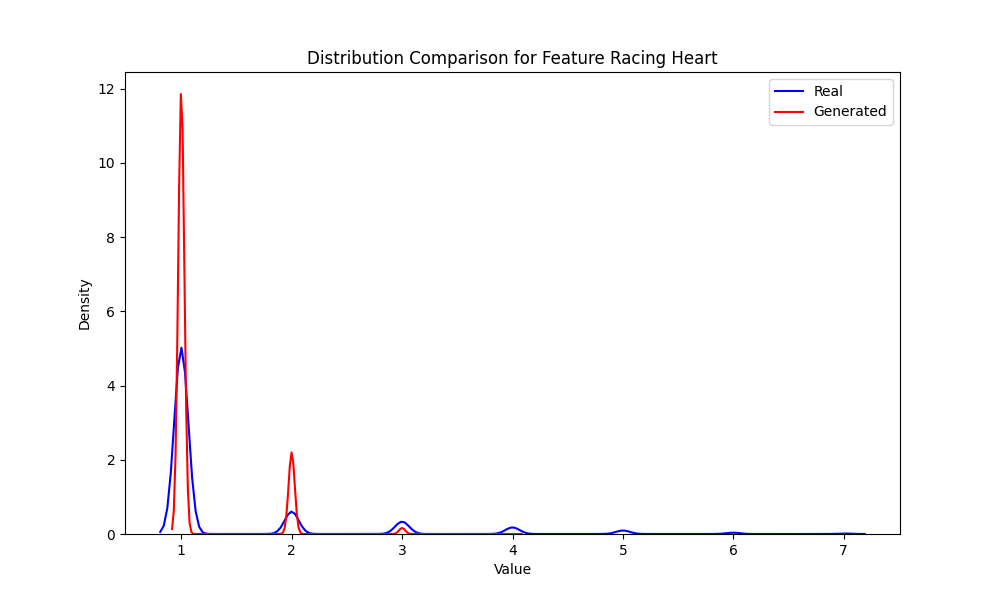 Distribution Comparison for Feature Racing Heart
Real
Generated
Density
12
10
8
6
4
2
0
1 2 3 4 5 6 7
Value